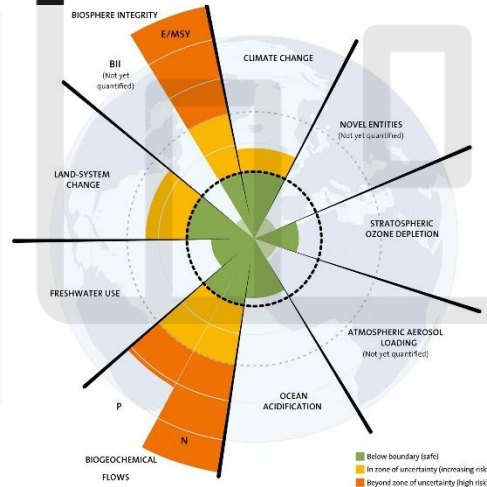 BIOSPHERE INTEGRITY
E/MSY
CLIMATE CHANGE
BII
(Not yet
quantified)
NOVEL ENTITIES
(Not yet quantified)
LAND-SYSTEM
CHANGE
STRATOSPHERIC
OZONE DEPLETION
FRESHWATER USE
ATMOSPHERIC AEROSOL
LOADING
(Not yet quantified)
OCEAN
ACIDIFICATION
P
N
BIOGEOCHEMICAL
FLOWS
Below boundary (safe)
In zone of uncertainty (increasing risk
Beyond zone of uncertainty (high risk)